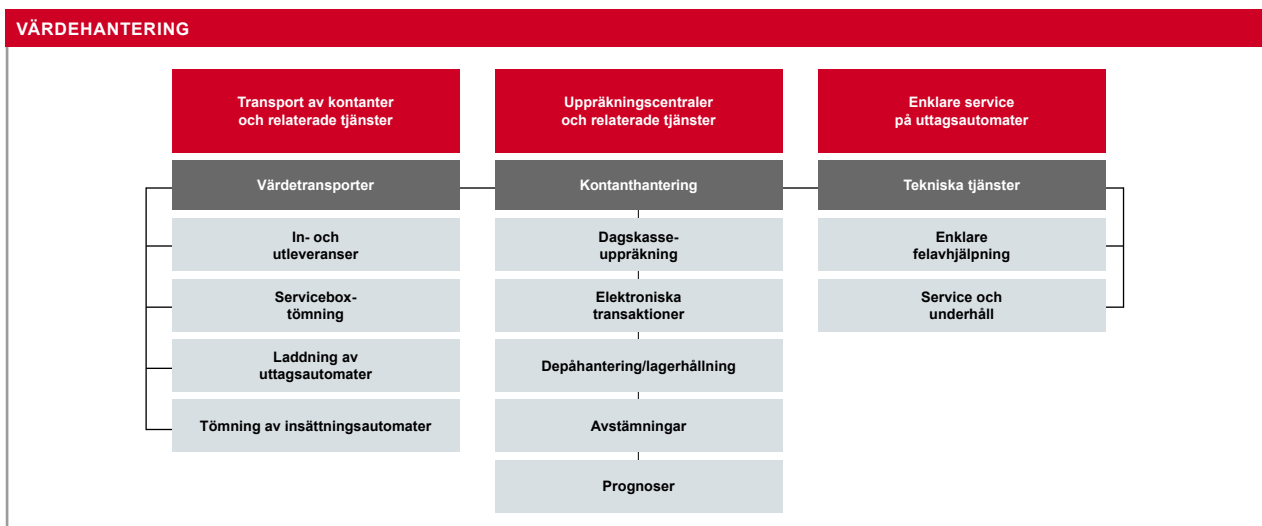 VÄRDEHANTERING
Transport av kontanter
och relaterade tjänster
Uppräkningscentraler
och relaterade tjänster
Enklare service
på uttagsautomater
Värdetransporter
Kontanthantering
Tekniska tjänster
In- och
utleveranser
Dagskasse-
uppräkning
Enklare
felavhjälpning
Servicebox-
tömning
Elektroniska
transaktioner
Service och
underhåll
Laddning av
uttagsautomater
Depåhantering/lagerhållning
Tömning av insättningsautomater
Avstämningar
Prognoser